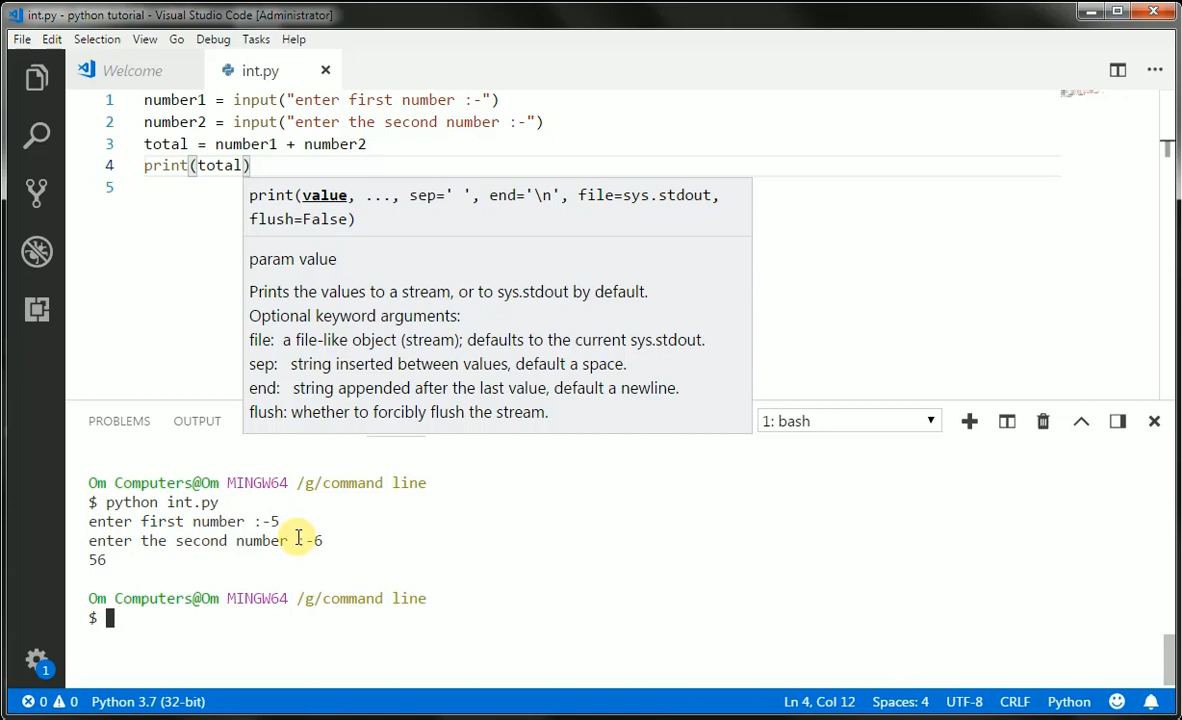 int.py - python tutorial - Visual Studio Code [Administrator]
File Edit Selection View Go Debug Tasks Help
Welcome int.py
1 number1 = input("enter first number :-")
2 number2 = input("enter the second number :-")
3 total = number1 + number2
4 print(total)
5
print(value, ..., sep=' ', end='\n', file=sys.stdout,
flush=False)
param value
Prints the values to a stream, or to sys.stdout by default.
Optional keyword arguments:
file: a file-like object (stream); defaults to the current sys.stdout.
sep: string inserted between values, default a space.
end: string appended after the last value, default a newline.
flush: whether to forcibly flush the stream.
PROBLEMS OUTPUT 1: bash
Om Computers@Om MINGW64 /g/command line
$ python int.py
enter first number :-5
enter the second number :-6
56
Om Computers@Om MINGW64 /g/command line
$
1
0 0 Python 3.7 (32-bit) Ln 4, Col 12 Spaces: 4 UTF-8 CRLF Python